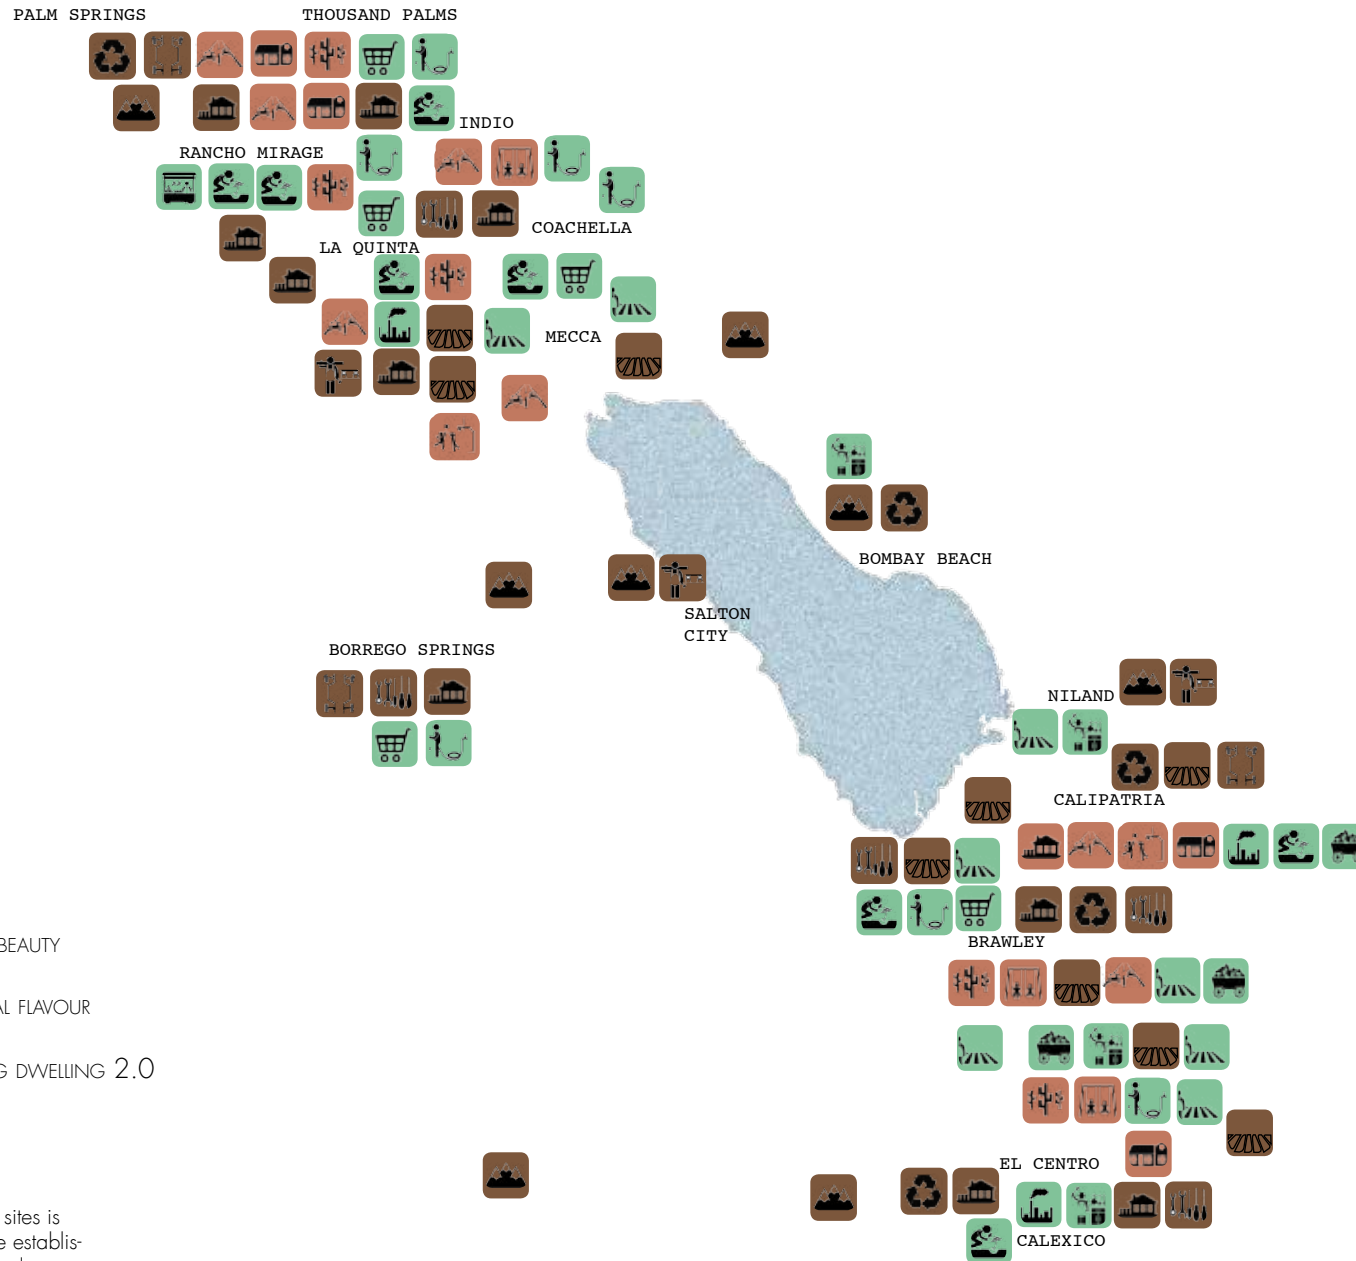 PALM SPRINGS
THOUSAND PALMS
INDIO
RANCHO MIRAGE
COACHELLA
LA QUINTA
MECCA
BOMBAY BEACH
SALTON
CITY
BORREGO SPRINGS
NILAND
CALIPATRIA
BEAUTY
BRAWLEY
AL FLAVOUR
G DWELLING 2.0
EL CENTRO
sites is
CALEXICO
e establis-